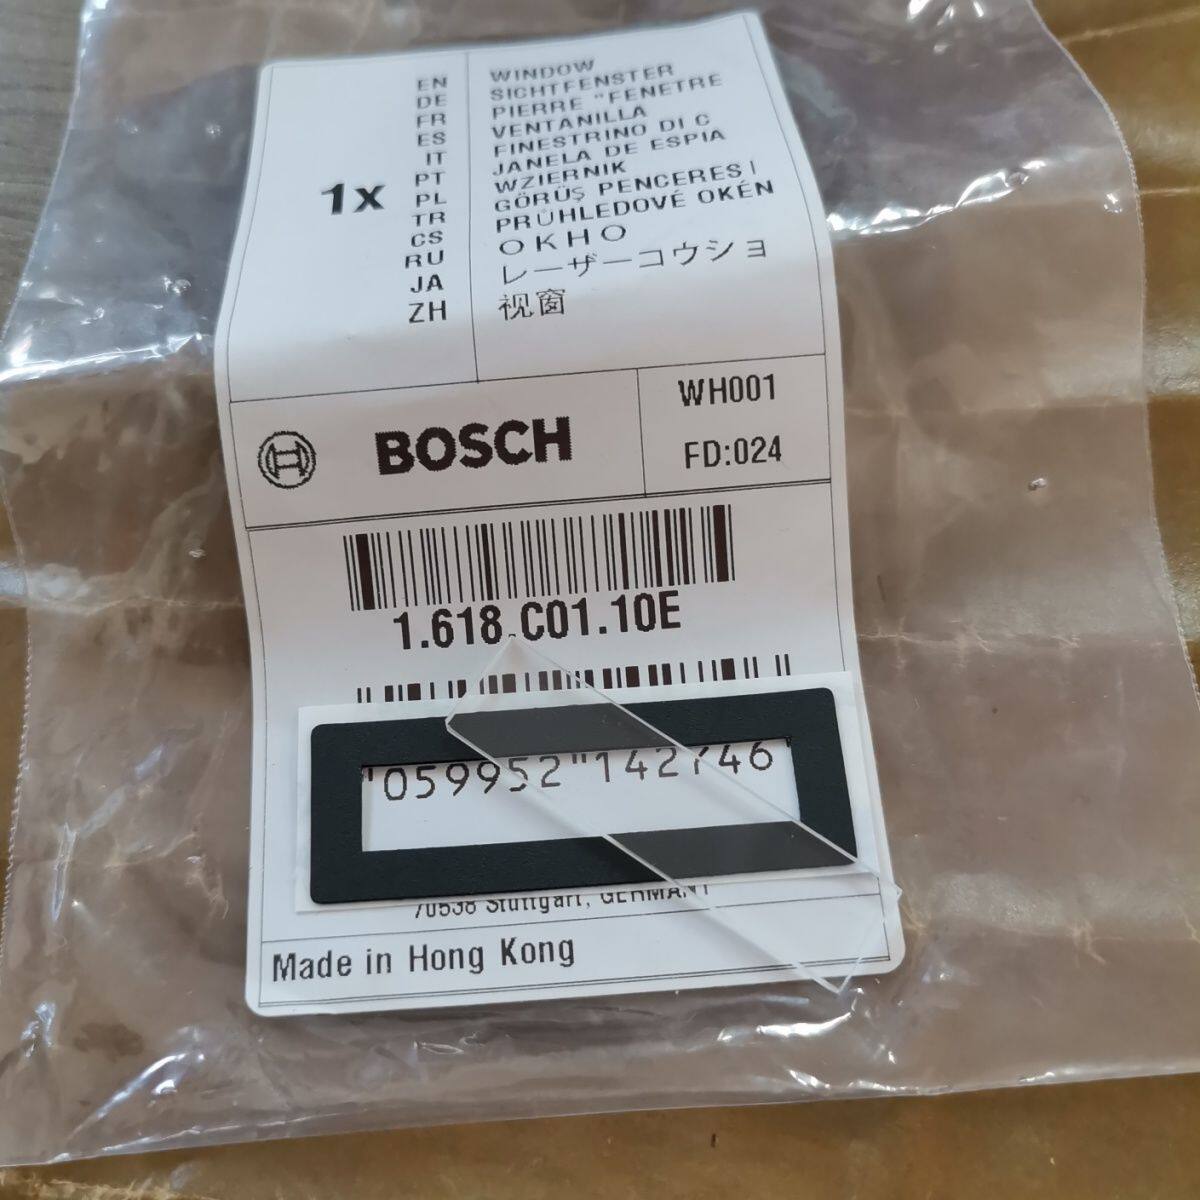 1x
EN WINDOW
DE SICHTFENSTER
FR PIERRE "FENETRE
ES VENTANILLA
IT FINESTRINO DI C
PT JANELA DE ESPIA
PL WZIERNIK
TR GÖRÜŞ PENCERES I
CS PRŮHLEDOVÉ OKÉN
RU ОКНО
JA レーザーコウショ
ZH 视窗
BOSCH
WH001
FD:024
1.618.C01.10E
"059952"142746"
70538 Stuttgart, GERMANY
Made in Hong Kong